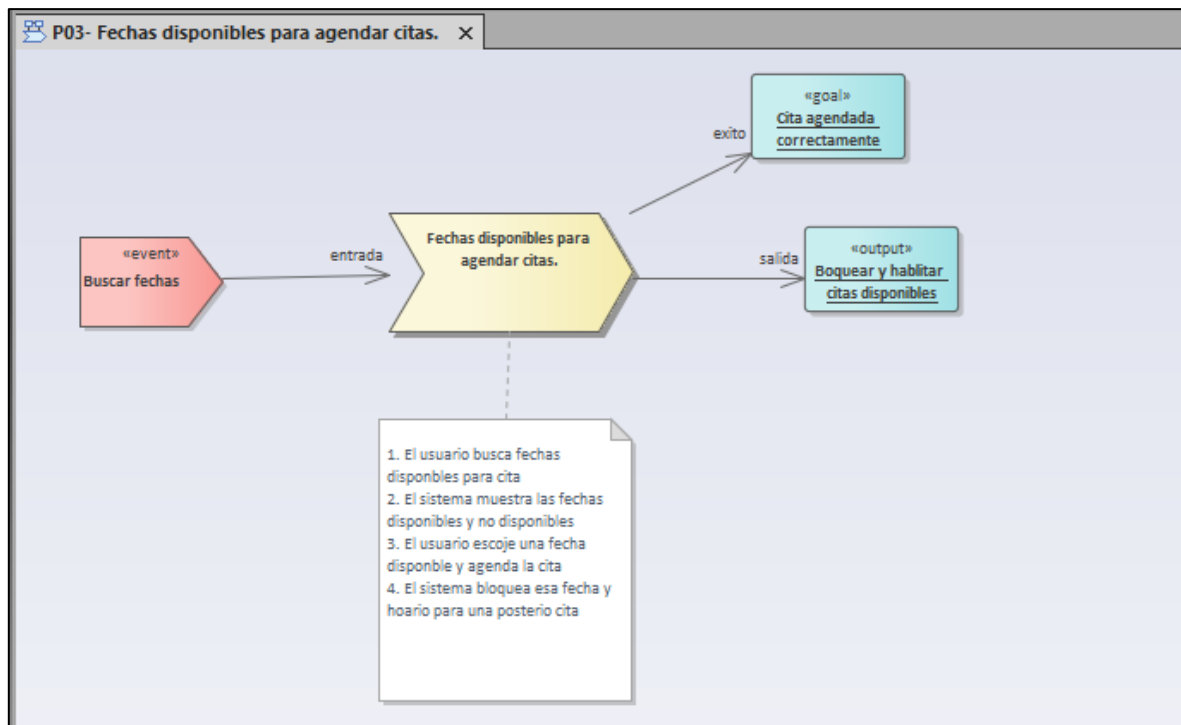 P03- Fechas disponibles para agendar citas.
«goal»
Cita agendada
correctamente
exito
«event»
Buscar fechas
entrada
Fechas disponibles para
agendar citas.
salida
«output»
Boquear y hablitar
citas disponibles
1. El usuario busca fechas
disponbles para cita
2. El sistema muestra las fechas
disponibles y no disponibles
3. El usuario escoje una fecha
disponble y agenda la cita
4. El sistema bloquea esa fecha y
hoario para una posterio cita